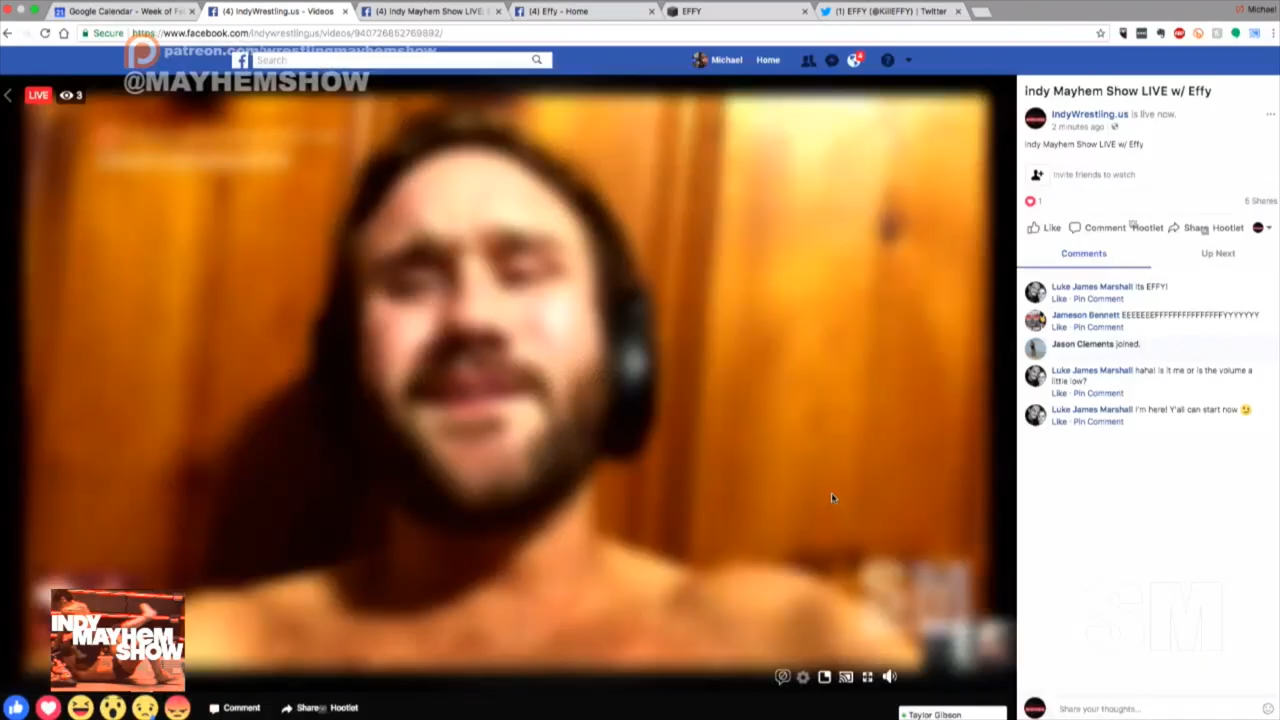 Google Calendar - Week of Fe
(4) IndyWrestling.us - Videos
(4) Indy Mayhem Show LIVE
(4) Effy - Home
EFFY
(1) EFFY (@KillEFFY) | Twitter
Michael
Secure
https://www.facebook.com/indywrestlingus/videos/940726852769892/
patreon.com/wrestlingmayhemshow
Search
Michael
Home
4
@MAYHEMSHOW
LIVE
3
Indy Mayhem Show LIVE w/ Effy
IndyWrestling.us is live now.
2 minutes ago
Indy Mayhem Show LIVE w/ Effy
Invite friends to watch
1
6 Shares
Like
Comment
Hootlet
Share
Hootlet
Comments
Up Next
Luke James Marshall Its EFFY!
Like · Pin Comment
Jameson Bennett EEEEEEEFFFFFFFFFFFFFFFFYYYYYYY
Like · Pin Comment
Jason Clements joined.
Luke James Marshall haha! is it me or is the volume a
little low?
Like · Pin Comment
Luke James Marshall I'm here! Y'all can start now
Like · Pin Comment
SM
SM
INDY
MAYHEM
SHOW
Comment
Share
Hootlet
Taylor Gibson
Share your thoughts...